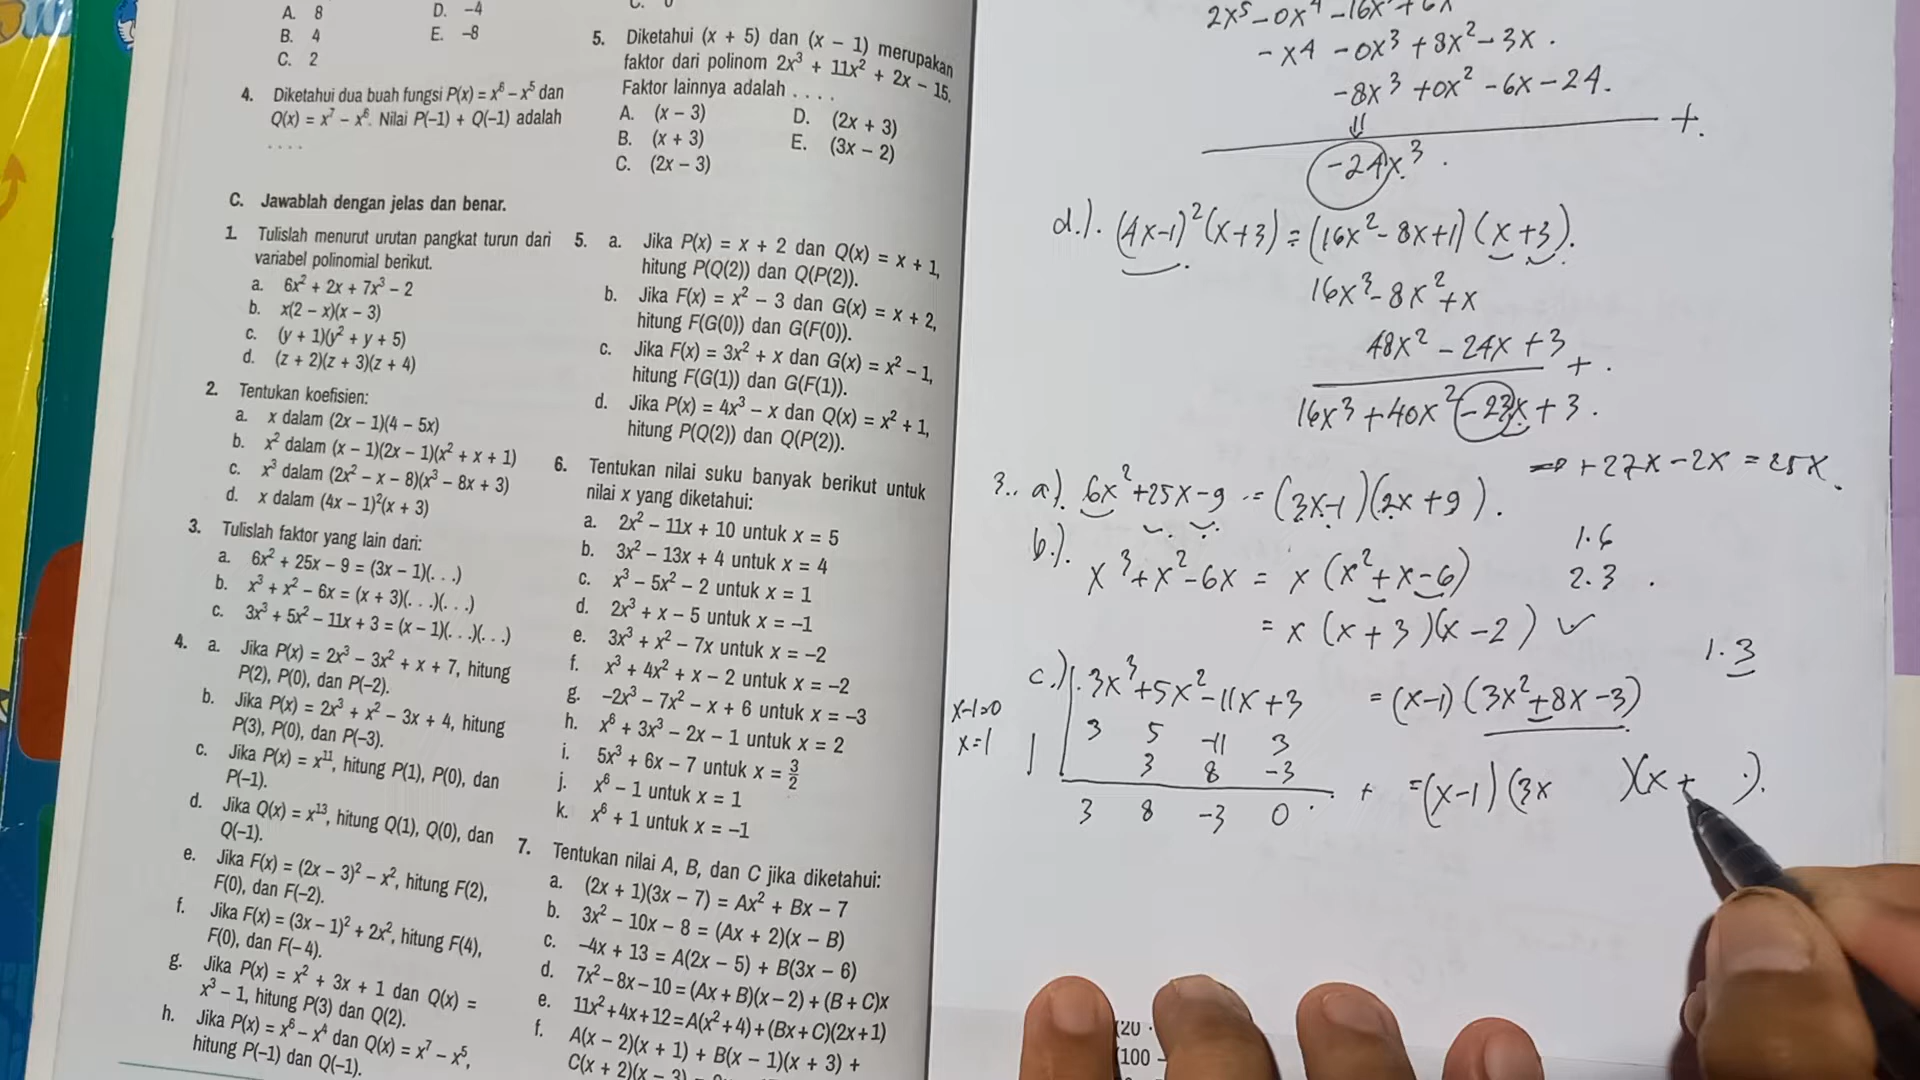 A. 8
D. –4
B. 4
E. –8
C. 2
4. Diketahui dua buah fungsi P(x) = x⁶ – x⁵ dan
Q(x) = x⁷ – x⁶. Nilai P(–1) + Q(–1) adalah
. . . .
5. Diketahui (x + 5) dan (x – 1) merupakan
faktor dari polinom 2x³ + 11x² + 2x – 15.
Faktor lainnya adalah . . . .
A. (x – 3)
D. (2x + 3)
B. (x + 3)
E. (3x – 2)
C. (2x – 3)
C. Jawablah dengan jelas dan benar.
1. Tulislah menurut urutan pangkat turun dari
variabel polinomial berikut.
a. 6x² + 2x + 7x³ – 2
b. x(2 – x)(x – 3)
c. (y + 1)(y² + y + 5)
d. (z + 2)(z + 3)(z + 4)
2. Tentukan koefisien:
a. x dalam (2x – 1)(4 – 5x)
b. x² dalam (x – 1)(2x – 1)(x² + x + 1)
c. x³ dalam (2x² – x – 8)(x³ – 8x + 3)
d. x dalam (4x – 1)²(x + 3)
3. Tulislah faktor yang lain dari:
a. 6x² + 25x – 9 = (3x – 1)(. . .)
b. x³ + x² – 6x = (x + 3)(. . .)(. . .)
c. 3x³ + 5x² – 11x + 3 = (x – 1)(. . .)(. . .)
4. a. Jika P(x) = 2x³ – 3x² + x + 7, hitung
P(2), P(0), dan P(–2).
b. Jika P(x) = 2x³ + x² – 3x + 4, hitung
P(3), P(0), dan P(–3).
c. Jika P(x) = x¹¹, hitung P(1), P(0), dan
P(–1).
d. Jika Q(x) = x¹³, hitung Q(1), Q(0), dan
Q(–1).
e. Jika F(x) = (2x – 3)² – x², hitung F(2),
F(0), dan F(–2).
f. Jika F(x) = (3x – 1)² + 2x², hitung F(4),
F(0), dan F(– 4).
g. Jika P(x) = x² + 3x + 1 dan Q(x) =
x³ – 1, hitung P(3) dan Q(2).
h. Jika P(x) = x⁸ – x⁴ dan Q(x) = x⁷ – x⁵,
hitung P(–1) dan Q(–1).
5. a. Jika P(x) = x + 2 dan Q(x) = x + 1,
hitung P(Q(2)) dan Q(P(2)).
b. Jika F(x) = x² – 3 dan G(x) = x + 2,
hitung F(G(0)) dan G(F(0)).
c. Jika F(x) = 3x² + x dan G(x) = x² – 1,
hitung F(G(1)) dan G(F(1)).
d. Jika P(x) = 4x³ – x dan Q(x) = x² + 1,
hitung P(Q(2)) dan Q(P(2)).
6. Tentukan nilai suku banyak berikut untuk
nilai x yang diketahui:
a. 2x² – 11x + 10 untuk x = 5
b. 3x² – 13x + 4 untuk x = 4
c. x³ – 5x² – 2 untuk x = 1
d. 2x³ + x – 5 untuk x = –1
e. 3x³ + x² – 7x untuk x = –2
f. x³ + 4x² + x – 2 untuk x = –2
g. –2x³ – 7x² – x + 6 untuk x = –3
h. x⁶ + 3x³ – 2x – 1 untuk x = 2
i. 5x³ + 6x – 7 untuk x = 3/2
j. x⁶ – 1 untuk x = 1
k. x⁶ + 1 untuk x = –1
7. Tentukan nilai A, B, dan C jika diketahui:
a. (2x + 1)(3x – 7) = Ax² + Bx – 7
b. 3x² – 10x – 8 = (Ax + 2)(x – B)
c. –4x + 13 = A(2x – 5) + B(3x – 6)
d. 7x² – 8x – 10 = (Ax + B)(x – 2) + (B + C)x
e. 11x² + 4x + 12 = A(x² + 4) + (Bx + C)(2x + 1)
f. A(x – 2)(x + 1) + B(x – 1)(x + 3) +
C(x + 2)(x – 3)
2x⁵ – 0x⁴ – 16x³ + 6x
– x4 – 0x³ + 8x² – 3x .
– 8x³ + 0x² – 6x – 24.
+.
– 24x³ .
d.). (4x–1)²(x+3) = (16x² – 8x+1) (x +3).
16x³ – 8x² + x
48x² – 24x + 3
+ .
16x³ + 40x² – 23x + 3 .
⇒ + 27x – 2x = 25x .
3.. a). 6x² + 25x – 9 = (3x–1) (2x +9) .
b.). x³ + x² – 6x = x (x² + x – 6)
1.6
2.3 .
= x (x + 3) (x – 2) ✓
1.3
c.). 3x³ + 5x² – 11x + 3 = (x–1) (3x² + 8x – 3)
x–1=0
x=1
3 5 –11 3
1
3 8 –3
+ = (x–1) (3x )(x + ).
3 8 –3 0 .
(20
(100 –